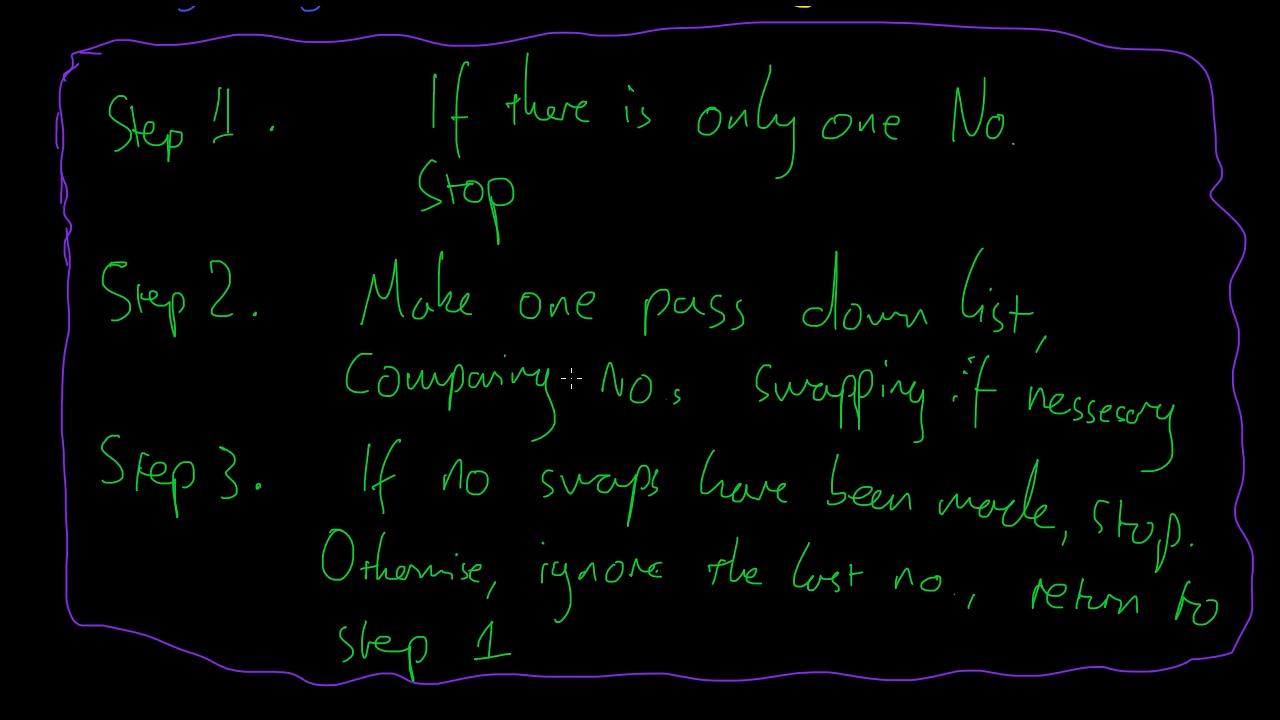 Step 1. If there is only one No.
Stop
Step 2. Make one pass down list,
Comparing No.s swapping if nessesary
Step 3. If no swaps have been made, stop.
Otherwise, ignore the last no., return to
step 1